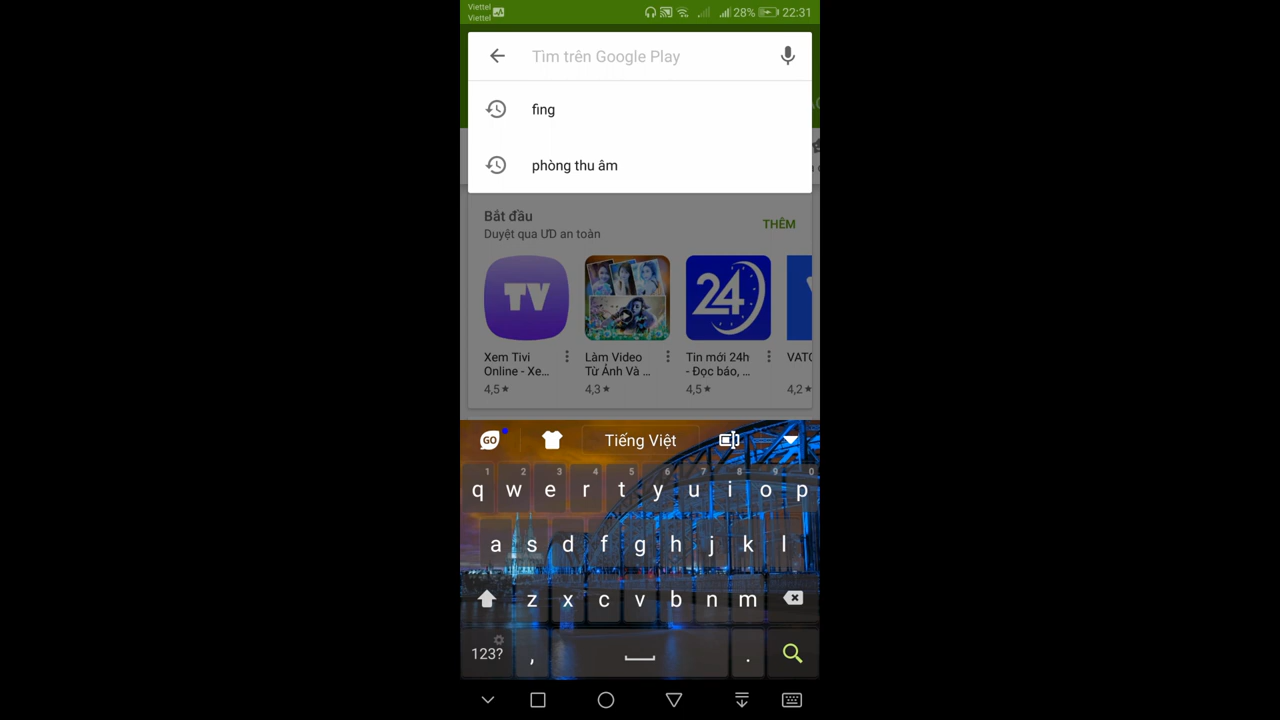 Viettel
Viettel
28% 22:31
Tìm trên Google Play
fing
phòng thu âm
Bắt đầu
Duyệt qua ƯD an toàn
THÊM
TV
24
Xem Tivi
Online - Xe...
4,5★
Làm Video
Từ Ảnh Và ...
4,3★
Tin mới 24h
- Đọc báo, ...
4,5★
VATO
4,2★
GO
Tiếng Việt
1 2 3 4 5 6 7 8 9 0
q w e r t y u i o p
a s d f g h j k l
z x c v b n m
123? , .